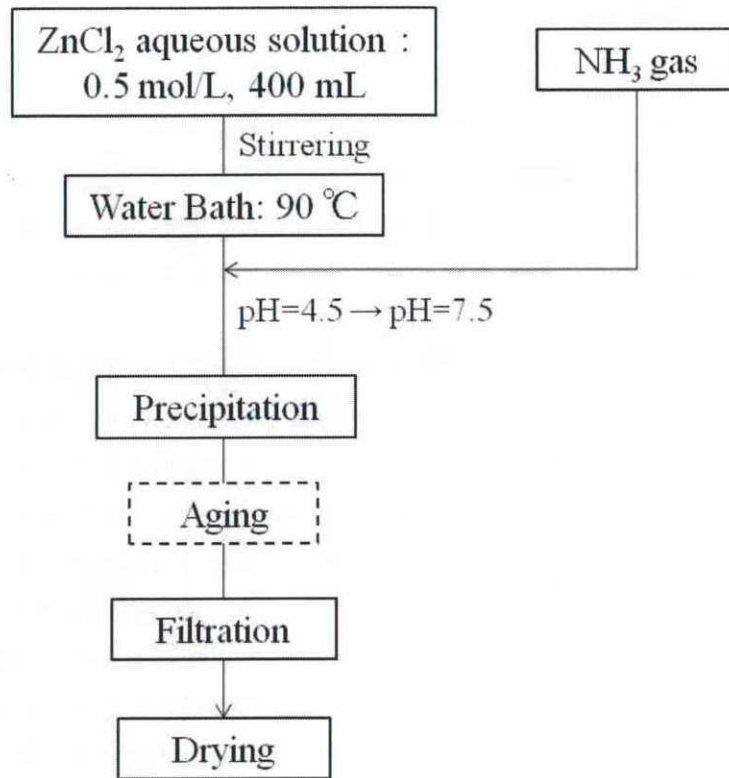 ZnCl₂ aqueous solution :
0.5 mol/L, 400 mL
NH₃ gas
Stirrering
Water Bath: 90 ℃
pH=4.5 → pH=7.5
Precipitation
Aging
Filtration
Drying